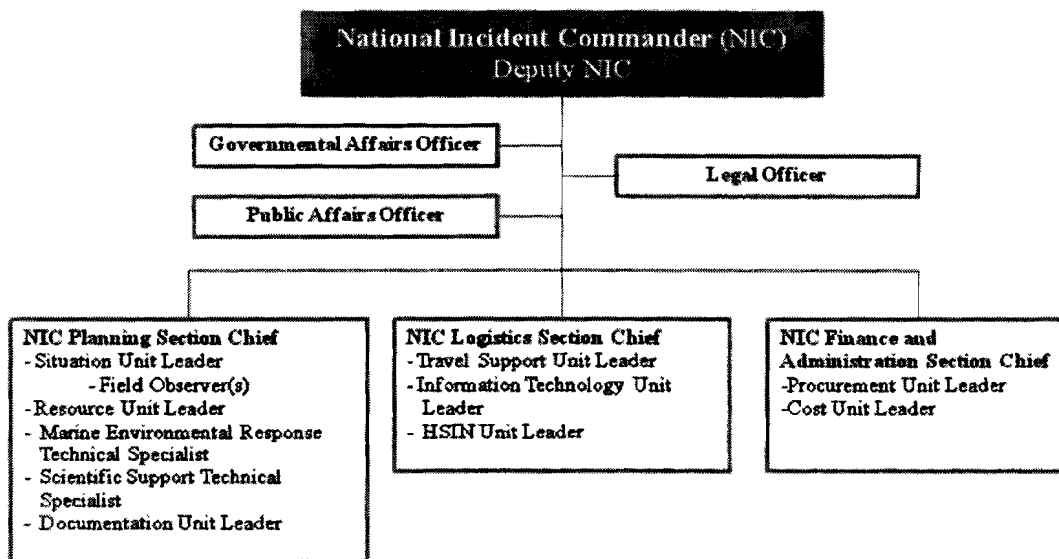 National Incident Commander (NIC)
Deputy NIC
Governmental Affairs Officer
Legal Officer
Public Affairs Officer
NIC Planning Section Chief
- Situation Unit Leader
- Field Observer(s)
- Resource Unit Leader
- Marine Environmental Response
Technical Specialist
- Scientific Support Technical
Specialist
- Documentation Unit Leader
NIC Logistics Section Chief
- Travel Support Unit Leader
- Information Technology Unit
Leader
- HSIN Unit Leader
NIC Finance and
Administration Section Chief
- Procurement Unit Leader
- Cost Unit Leader